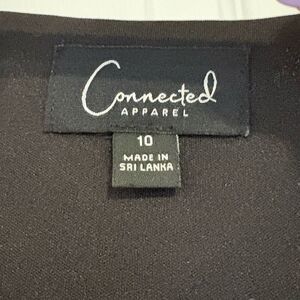 Connected
APPAREL
10
MADE IN
SRI LANKA